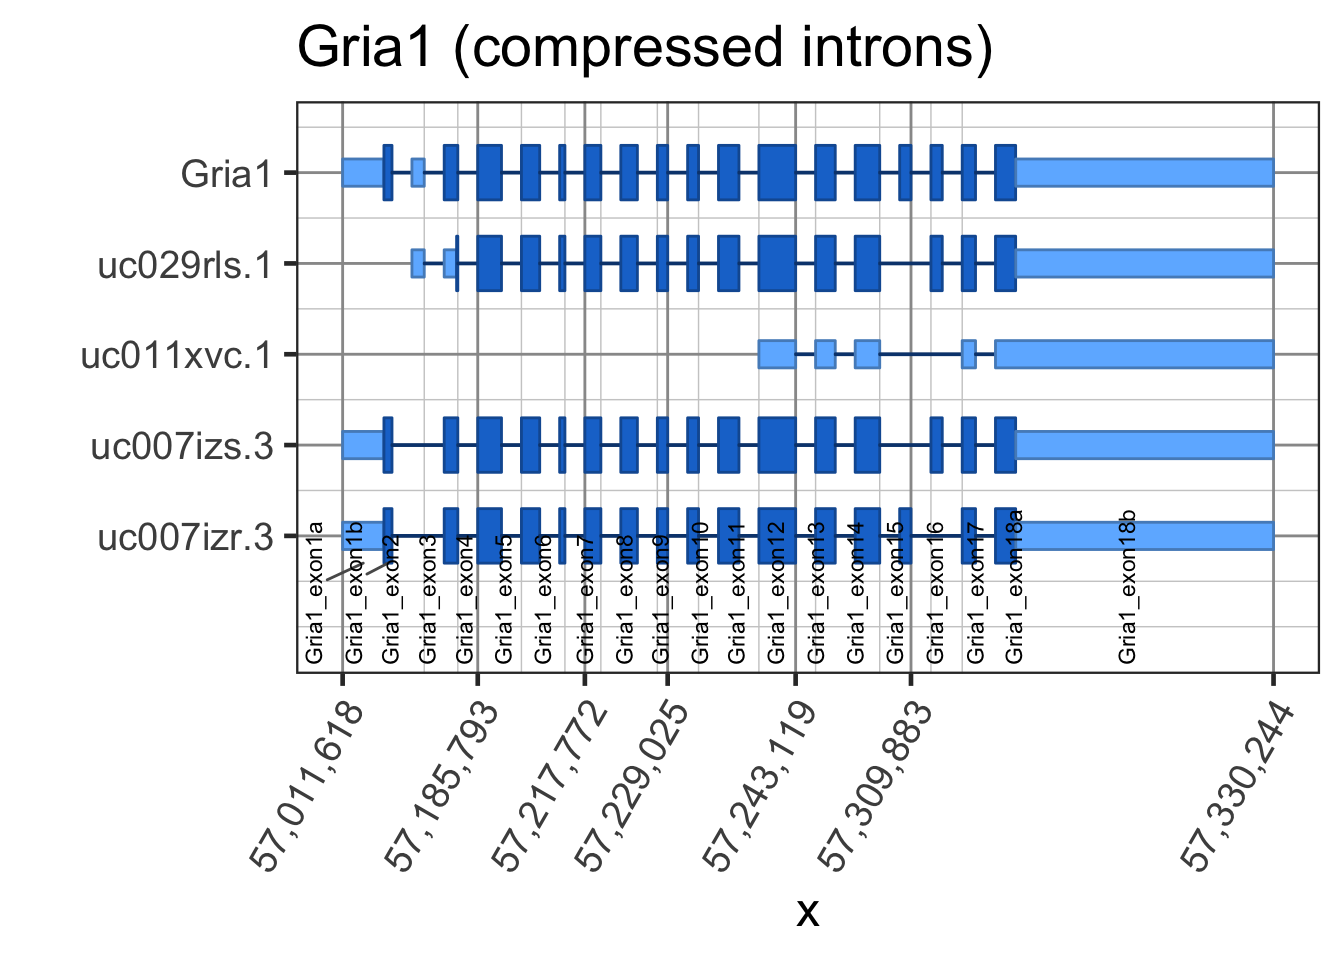 Gria1 (compressed introns)
Gria1
uc029rls.1
uc011xvc.1
uc007izs.3
uc007izr.3
Gria1_exon1a
Gria1_exon1b
Gria1_exon2
Gria1_exon3
Gria1_exon4
Gria1_exon5
Gria1_exon6
Gria1_exon7
Gria1_exon8
Gria1_exon9
Gria1_exon10
Gria1_exon11
Gria1_exon12
Gria1_exon13
Gria1_exon14
Gria1_exon15
Gria1_exon16
Gria1_exon17
Gria1_exon18a
Gria1_exon18b
57,011,618
57,185,793
57,217,772
57,229,025
57,243,119
57,309,883
57,330,244
x